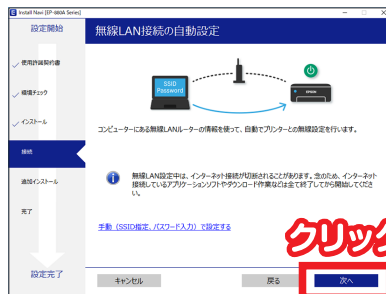 Install Navi [EP-880A Series]
設定開始
無線LAN接続の自動設定
使用許諾契約書
環境チェック
インストール
接続
追加インストール
完了
設定完了
SSID
Password
EPSON
コンピューターにある無線LANルーターの情報を使って、自動でプリンターとの無線設定を行います。
無線LAN設定中は、インターネット接続が切断されることがあります。念のため、インターネット
接続しているアプリケーションソフトやダウンロード作業などは全て終了してから開始してくださ
い。
手動（SSID指定、パスワード入力）で設定する
クリック
キャンセル
戻る
次へ